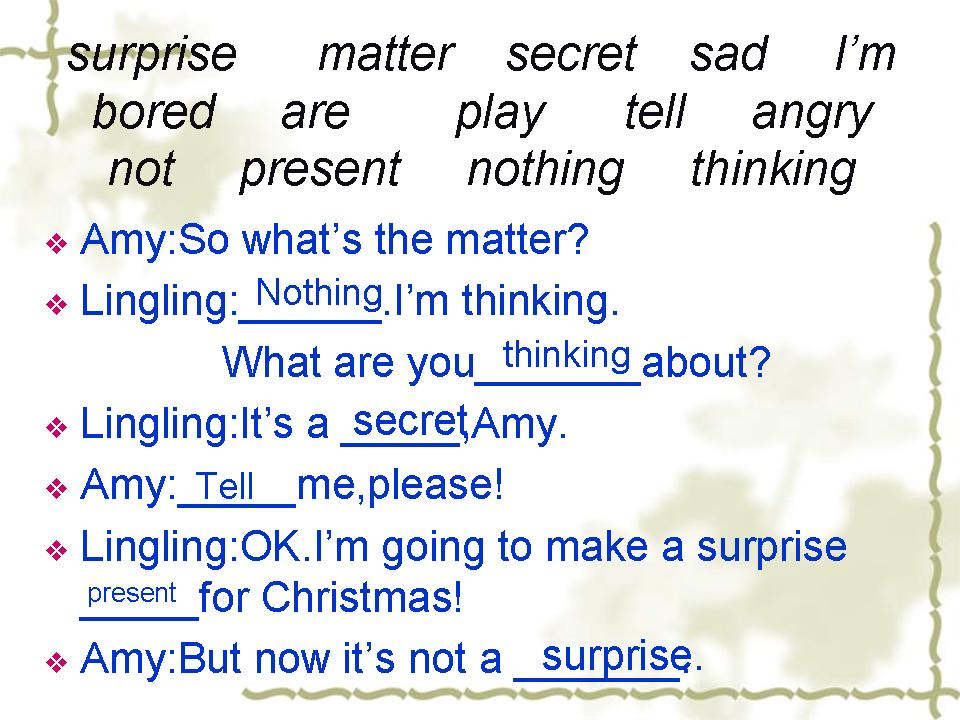 surprise matter secret sad I’m
bored are play tell angry
not present nothing thinking
Amy:So what’s the matter?
Lingling:Nothing.I’m thinking.
What are you thinking about?
Lingling:It’s a secret,Amy.
Amy:Tell me,please!
Lingling:OK.I’m going to make a surprise
present for Christmas!
Amy:But now it’s not a surprise.